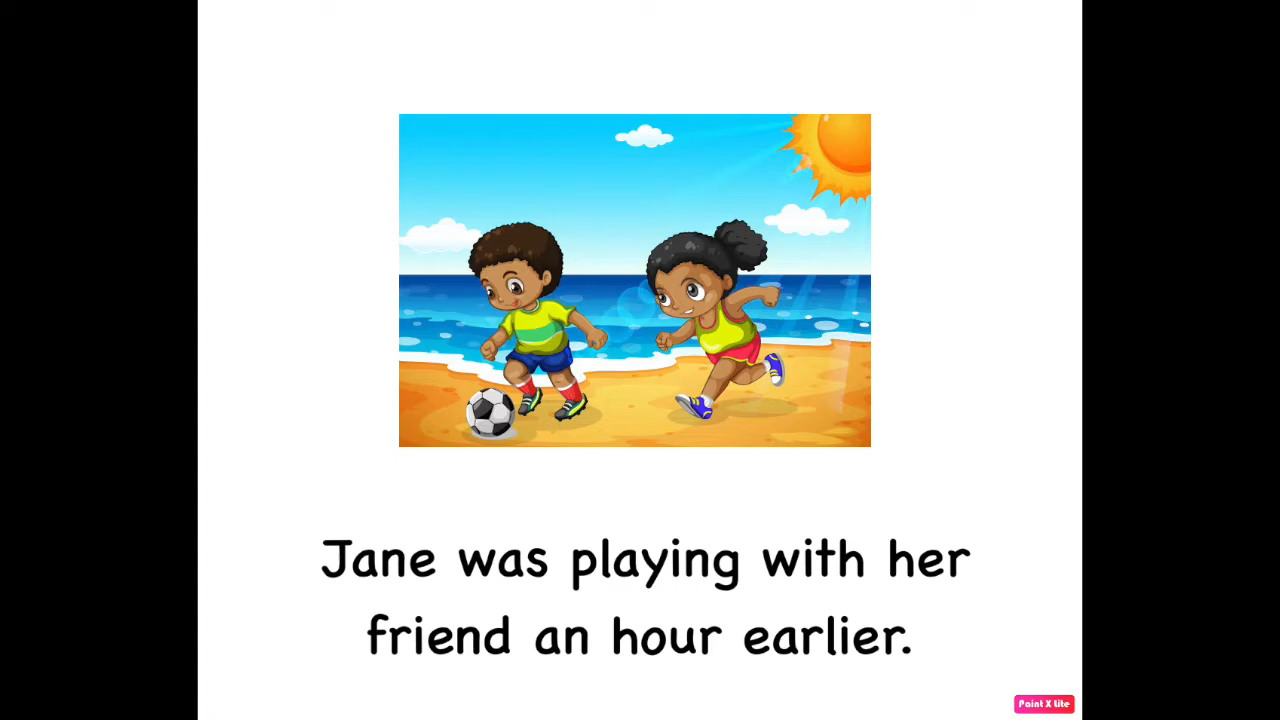 Jane was playing with her
friend an hour earlier.
Paint X Lite